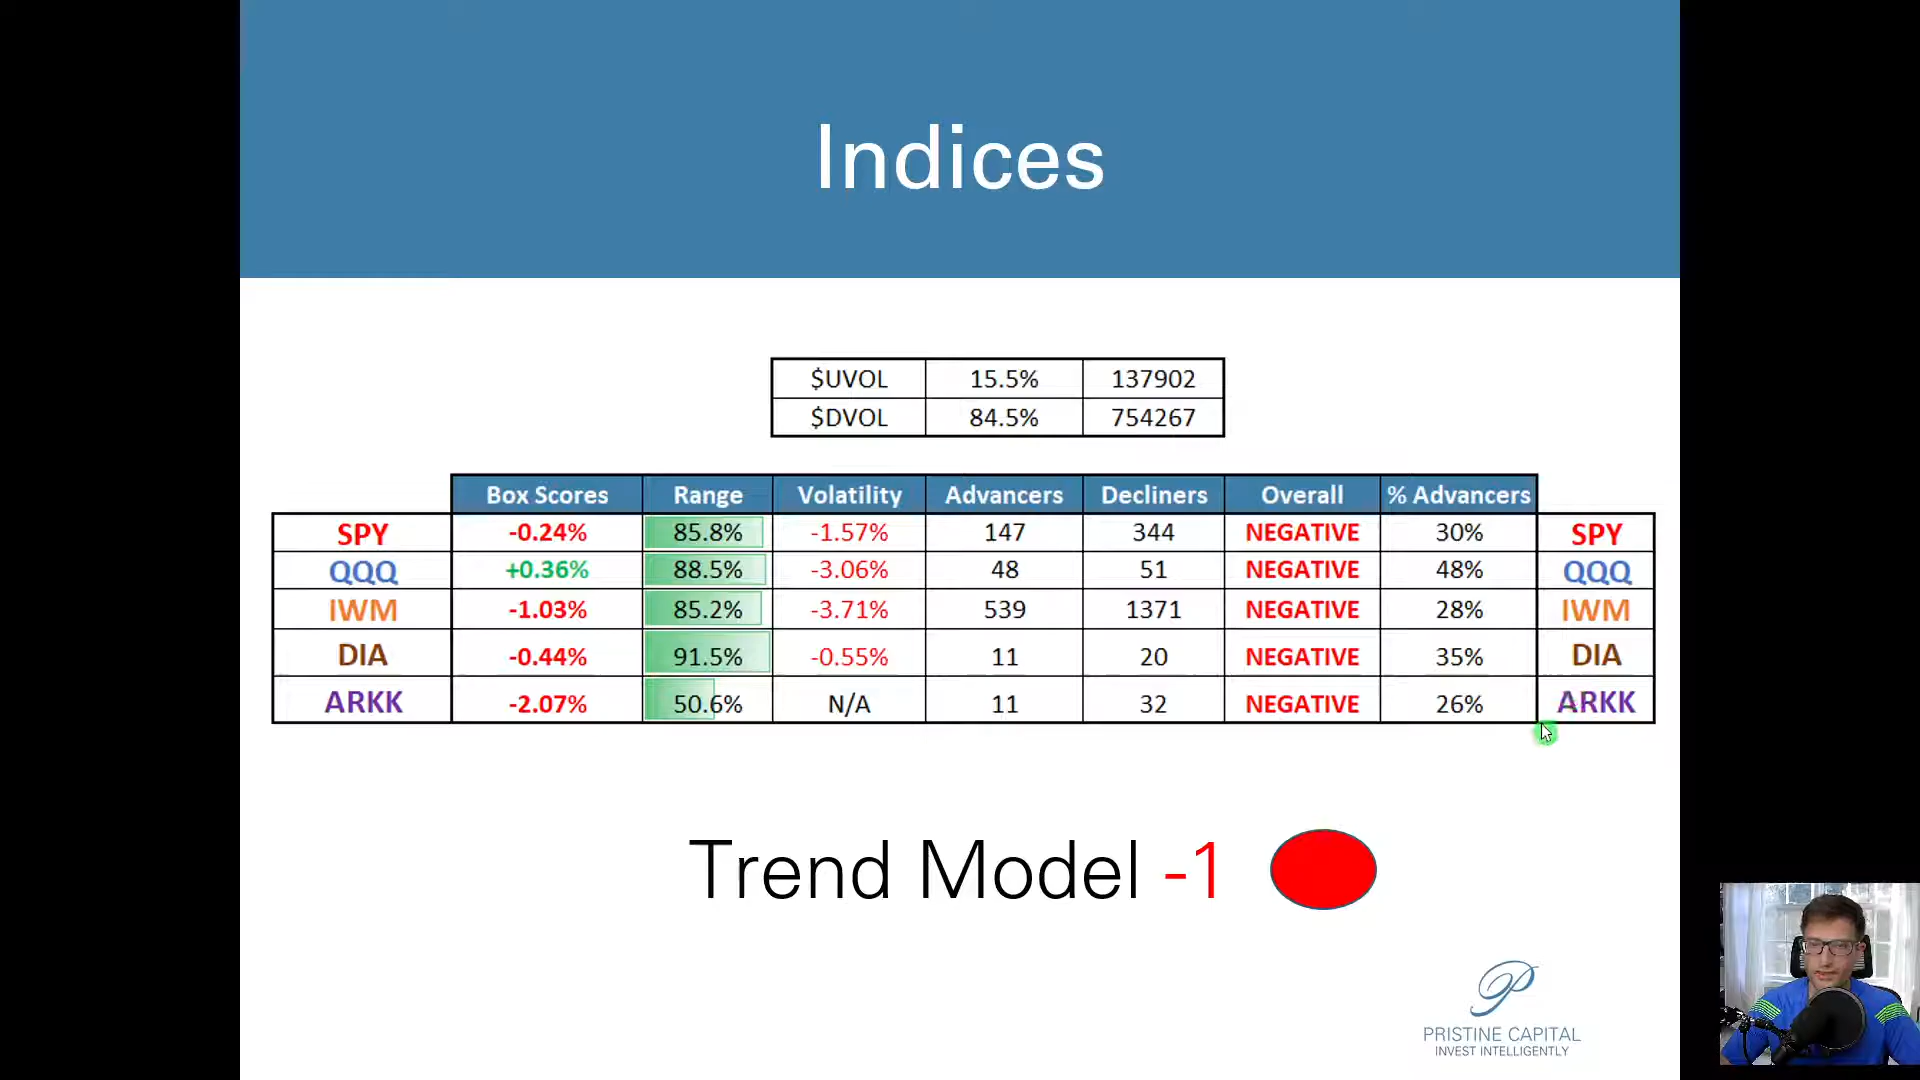 Indices
$UVOL 15.5% 137902
$DVOL 84.5% 754267
Box Scores Range Volatility Advancers Decliners Overall % Advancers
SPY -0.24% 85.8% -1.57% 147 344 NEGATIVE 30% SPY
QQQ +0.36% 88.5% -3.06% 48 51 NEGATIVE 48% QQQ
IWM -1.03% 85.2% -3.71% 539 1371 NEGATIVE 28% IWM
DIA -0.44% 91.5% -0.55% 11 20 NEGATIVE 35% DIA
ARKK -2.07% 50.6% N/A 11 32 NEGATIVE 26% ARKK
Trend Model -1
PRISTINE CAPITAL
INVEST INTELLIGENTLY